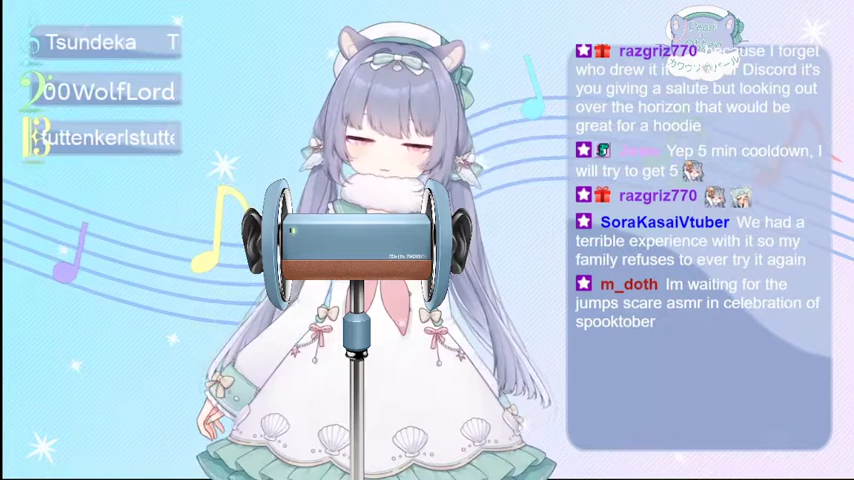 Tsundeka T
00WolfLord
uttenkerlstutte
razgriz770 because I forget
who drew it
Discord it's
you giving a salute but looking out
over the horizon that would be
great for a hoodie
Yep 5 min cooldown, I
will try to get 5
razgriz770
SoraKasaiVtuber We had a
terrible experience with it so my
family refuses to ever try it again
m_doth Im waiting for the
jumps scare asmr in celebration of
spooktober